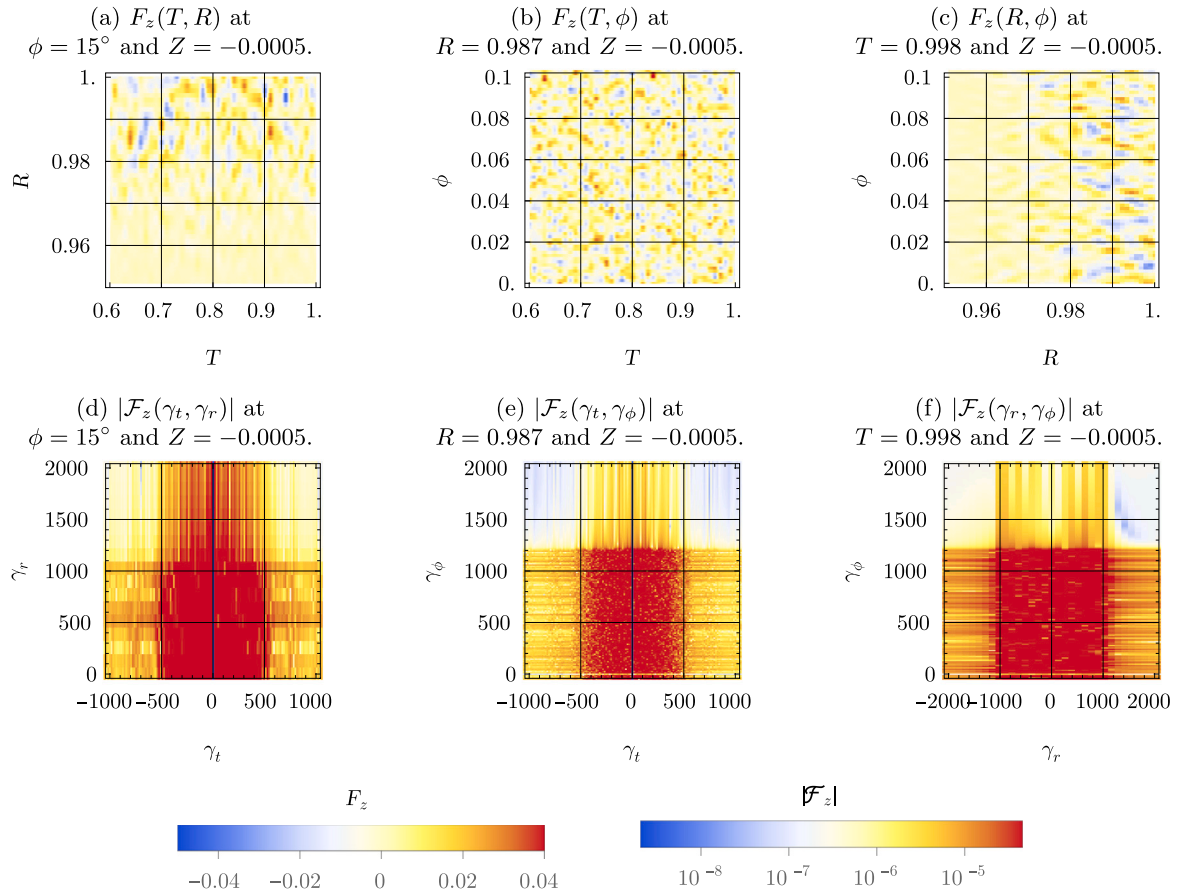 (a) F_z(T, R) at
ϕ = 15° and Z = −0.0005.
(b) F_z(T, ϕ) at
R = 0.987 and Z = −0.0005.
(c) F_z(R, ϕ) at
T = 0.998 and Z = −0.0005.
1.
0.98
0.96
R
0.6 0.7 0.8 0.9 1.
T
0.1
0.08
0.06
0.04
0.02
0.
ϕ
0.6 0.7 0.8 0.9 1.
T
0.1
0.08
0.06
0.04
0.02
0.
ϕ
0.96 0.98 1.
R
(d) |ℱ_z(γ_t, γ_r)| at
ϕ = 15° and Z = −0.0005.
(e) |ℱ_z(γ_t, γ_ϕ)| at
R = 0.987 and Z = −0.0005.
(f) |ℱ_z(γ_r, γ_ϕ)| at
T = 0.998 and Z = −0.0005.
2000
1500
1000
500
0
γ_r
−1000 −500 0 500 1000
γ_t
2000
1500
1000
500
0
γ_ϕ
−1000 −500 0 500 1000
γ_t
2000
1500
1000
500
0
γ_ϕ
−2000 −1000 0 1000 2000
γ_r
F_z
−0.04 −0.02 0 0.02 0.04
|ℱ_z|
10⁻⁸ 10⁻⁷ 10⁻⁶ 10⁻⁵